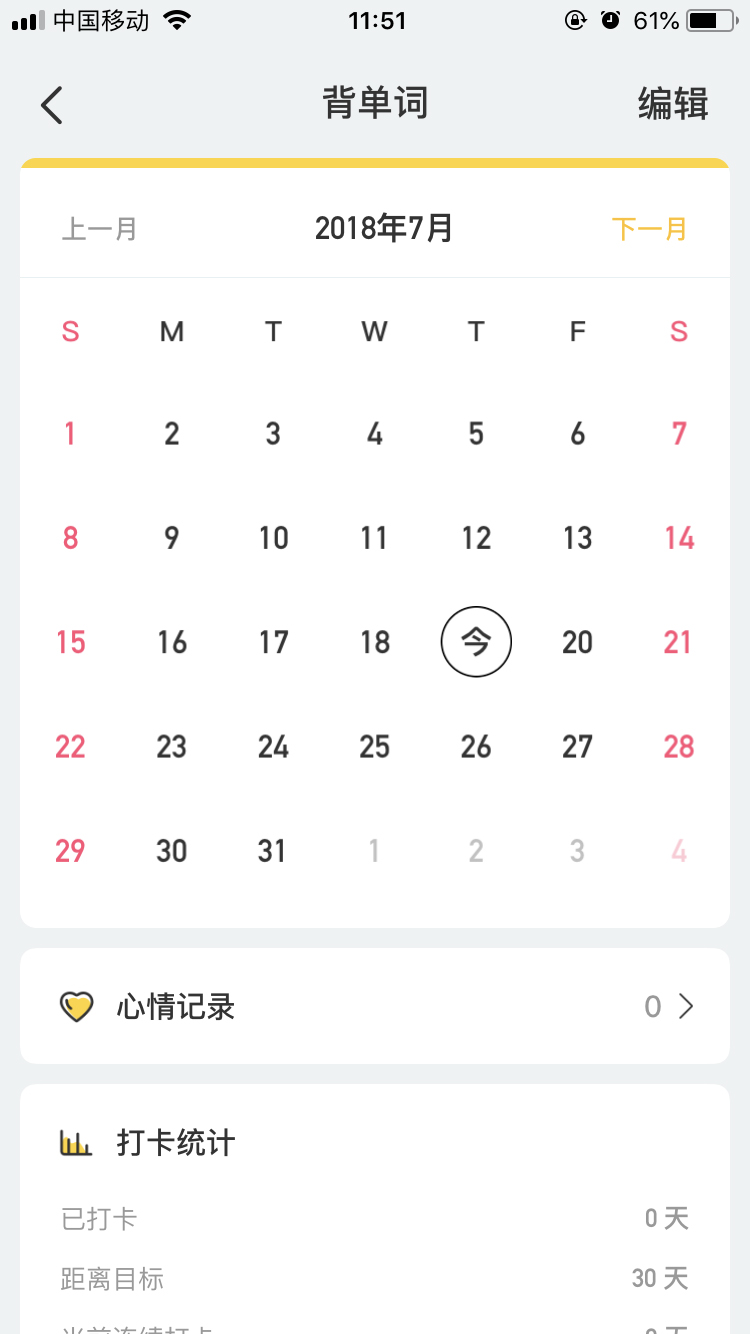 中国移动 11:51 61%
背单词 编辑
上一月 2018年7月 下一月
S M T W T F S
1 2 3 4 5 6 7
8 9 10 11 12 13 14
15 16 17 18 今 20 21
22 23 24 25 26 27 28
29 30 31 1 2 3 4
心情记录 0
打卡统计
已打卡 0 天
距离目标 30 天